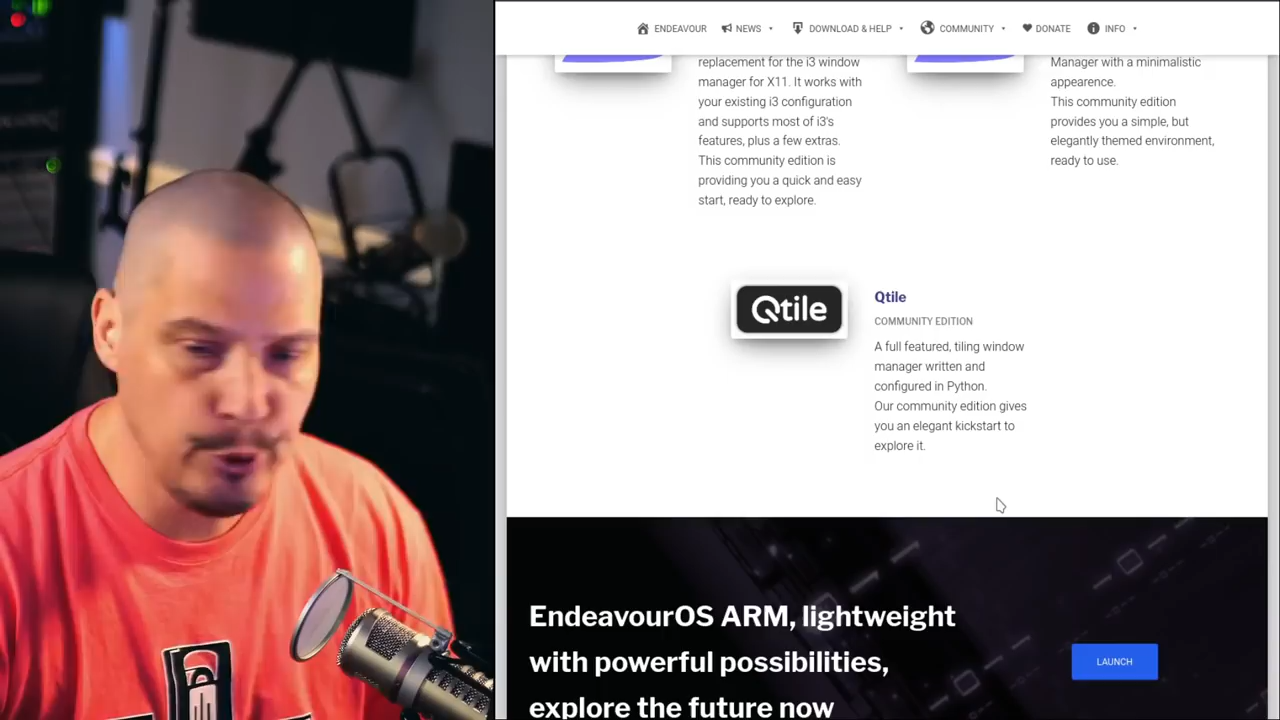 ENDEAVOUR NEWS DOWNLOAD & HELP COMMUNITY DONATE INFO
replacement for the i3 window
manager for X11. It works with
your existing i3 configuration
and supports most of i3's
features, plus a few extras.
This community edition is
providing you a quick and easy
start, ready to explore.
Manager with a minimalistic
appearence.
This community edition
provides you a simple, but
elegantly themed environment,
ready to use.
Qtile
Qtile
COMMUNITY EDITION
A full featured, tiling window
manager written and
configured in Python.
Our community edition gives
you an elegant kickstart to
explore it.
EndeavourOS ARM, lightweight
with powerful possibilities,
explore the future now
LAUNCH